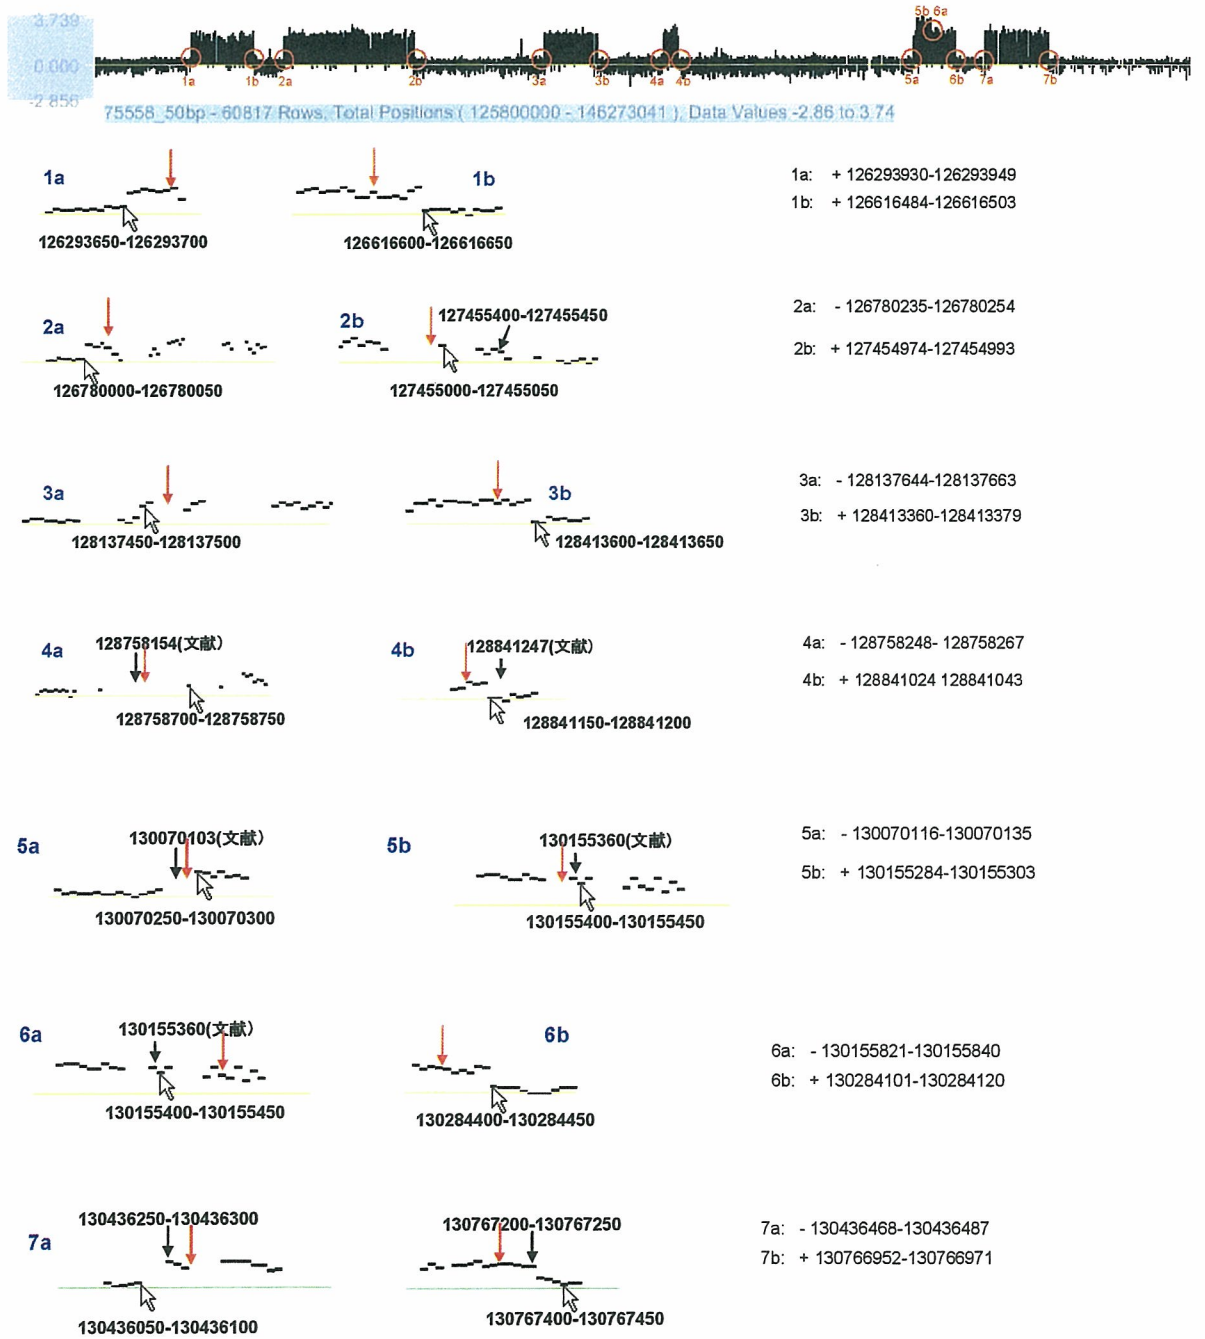 3.739
5b 6a
0.000
1a 1b 2a 2b 3a 3b 4a 4b 5a 6b 7a 7b
-2.856
75558_50bp - 60817 Rows, Total Positions ( 125800000 - 146273041 ), Data Values -2.86 to 3.74
1a 1b
126293650-126293700 126616600-126616650
1a: + 126293930-126293949
1b: + 126616484-126616503
2a 2b 127455400-127455450
126780000-126780050 127455000-127455050
2a: - 126780235-126780254
2b: + 127454974-127454993
3a 3b
128137450-128137500 128413600-128413650
3a: - 128137644-128137663
3b: + 128413360-128413379
4a 128758154(文献) 4b 128841247(文献)
128758700-128758750 128841150-128841200
4a: - 128758248- 128758267
4b: + 128841024 128841043
5a 130070103(文献) 5b 130155360(文献)
130070250-130070300 130155400-130155450
5a: - 130070116-130070135
5b: + 130155284-130155303
6a 130155360(文献) 6b
130155400-130155450 130284400-130284450
6a: - 130155821-130155840
6b: + 130284101-130284120
7a 130436250-130436300 130767200-130767250
130436050-130436100 130767400-130767450
7a: - 130436468-130436487
7b: + 130766952-130766971